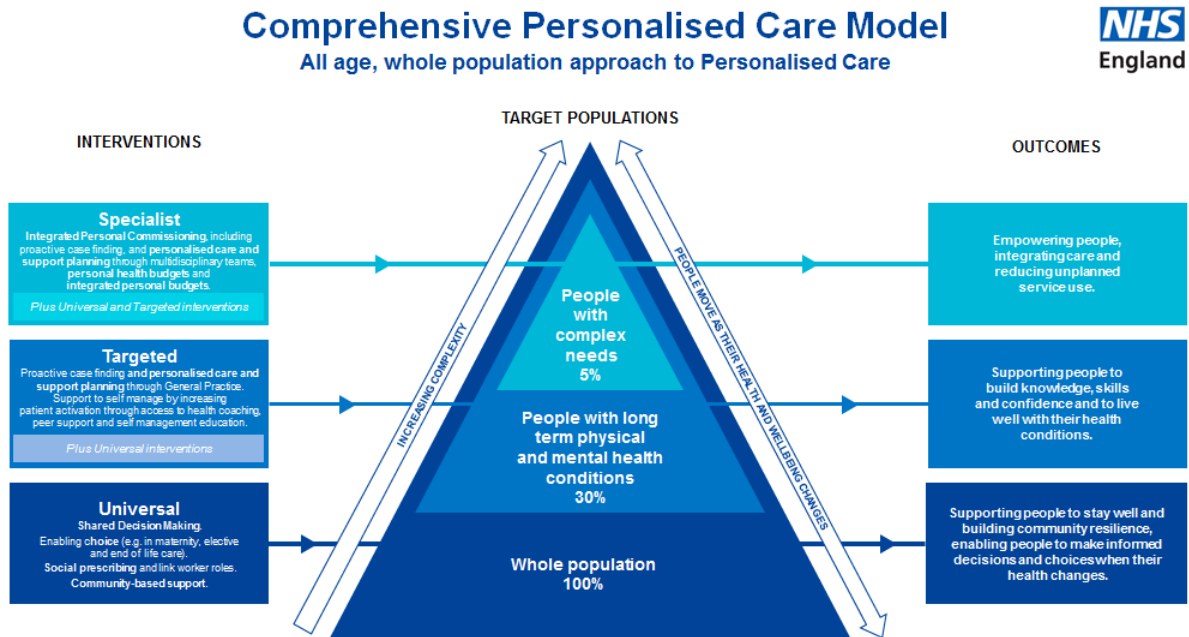 Comprehensive Personalised Care Model
All age, whole population approach to Personalised Care
NHS
England
INTERVENTIONS
TARGET POPULATIONS
OUTCOMES
Specialist
Integrated Personal Commissioning, including
proactive case finding, and personalised care and
support planning through multidisciplinary teams,
personal health budgets and
integrated personal budgets.
Plus Universal and Targeted interventions
Targeted
Proactive case finding and personalised care and
support planning through General Practice.
Support to self manage by increasing
patient activation through access to health coaching,
peer support and self management education.
Plus Universal interventions
Universal
Shared Decision Making.
Enabling choice (e.g. in maternity, elective
and end of life care).
Social prescribing and link worker roles.
Community-based support.
INCREASING COMPLEXITY
People
with
complex
needs
5%
People with long
term physical
and mental health
conditions
30%
Whole population
100%
PEOPLE MOVE AS THEIR HEALTH AND WELLBEING CHANGES
Empowering people,
integrating care and
reducing unplanned
service use.
Supporting people to
build knowledge, skills
and confidence and to live
well with their health
conditions.
Supporting people to stay well and
building community resilience,
enabling people to make informed
decisions and choices when their
health changes.